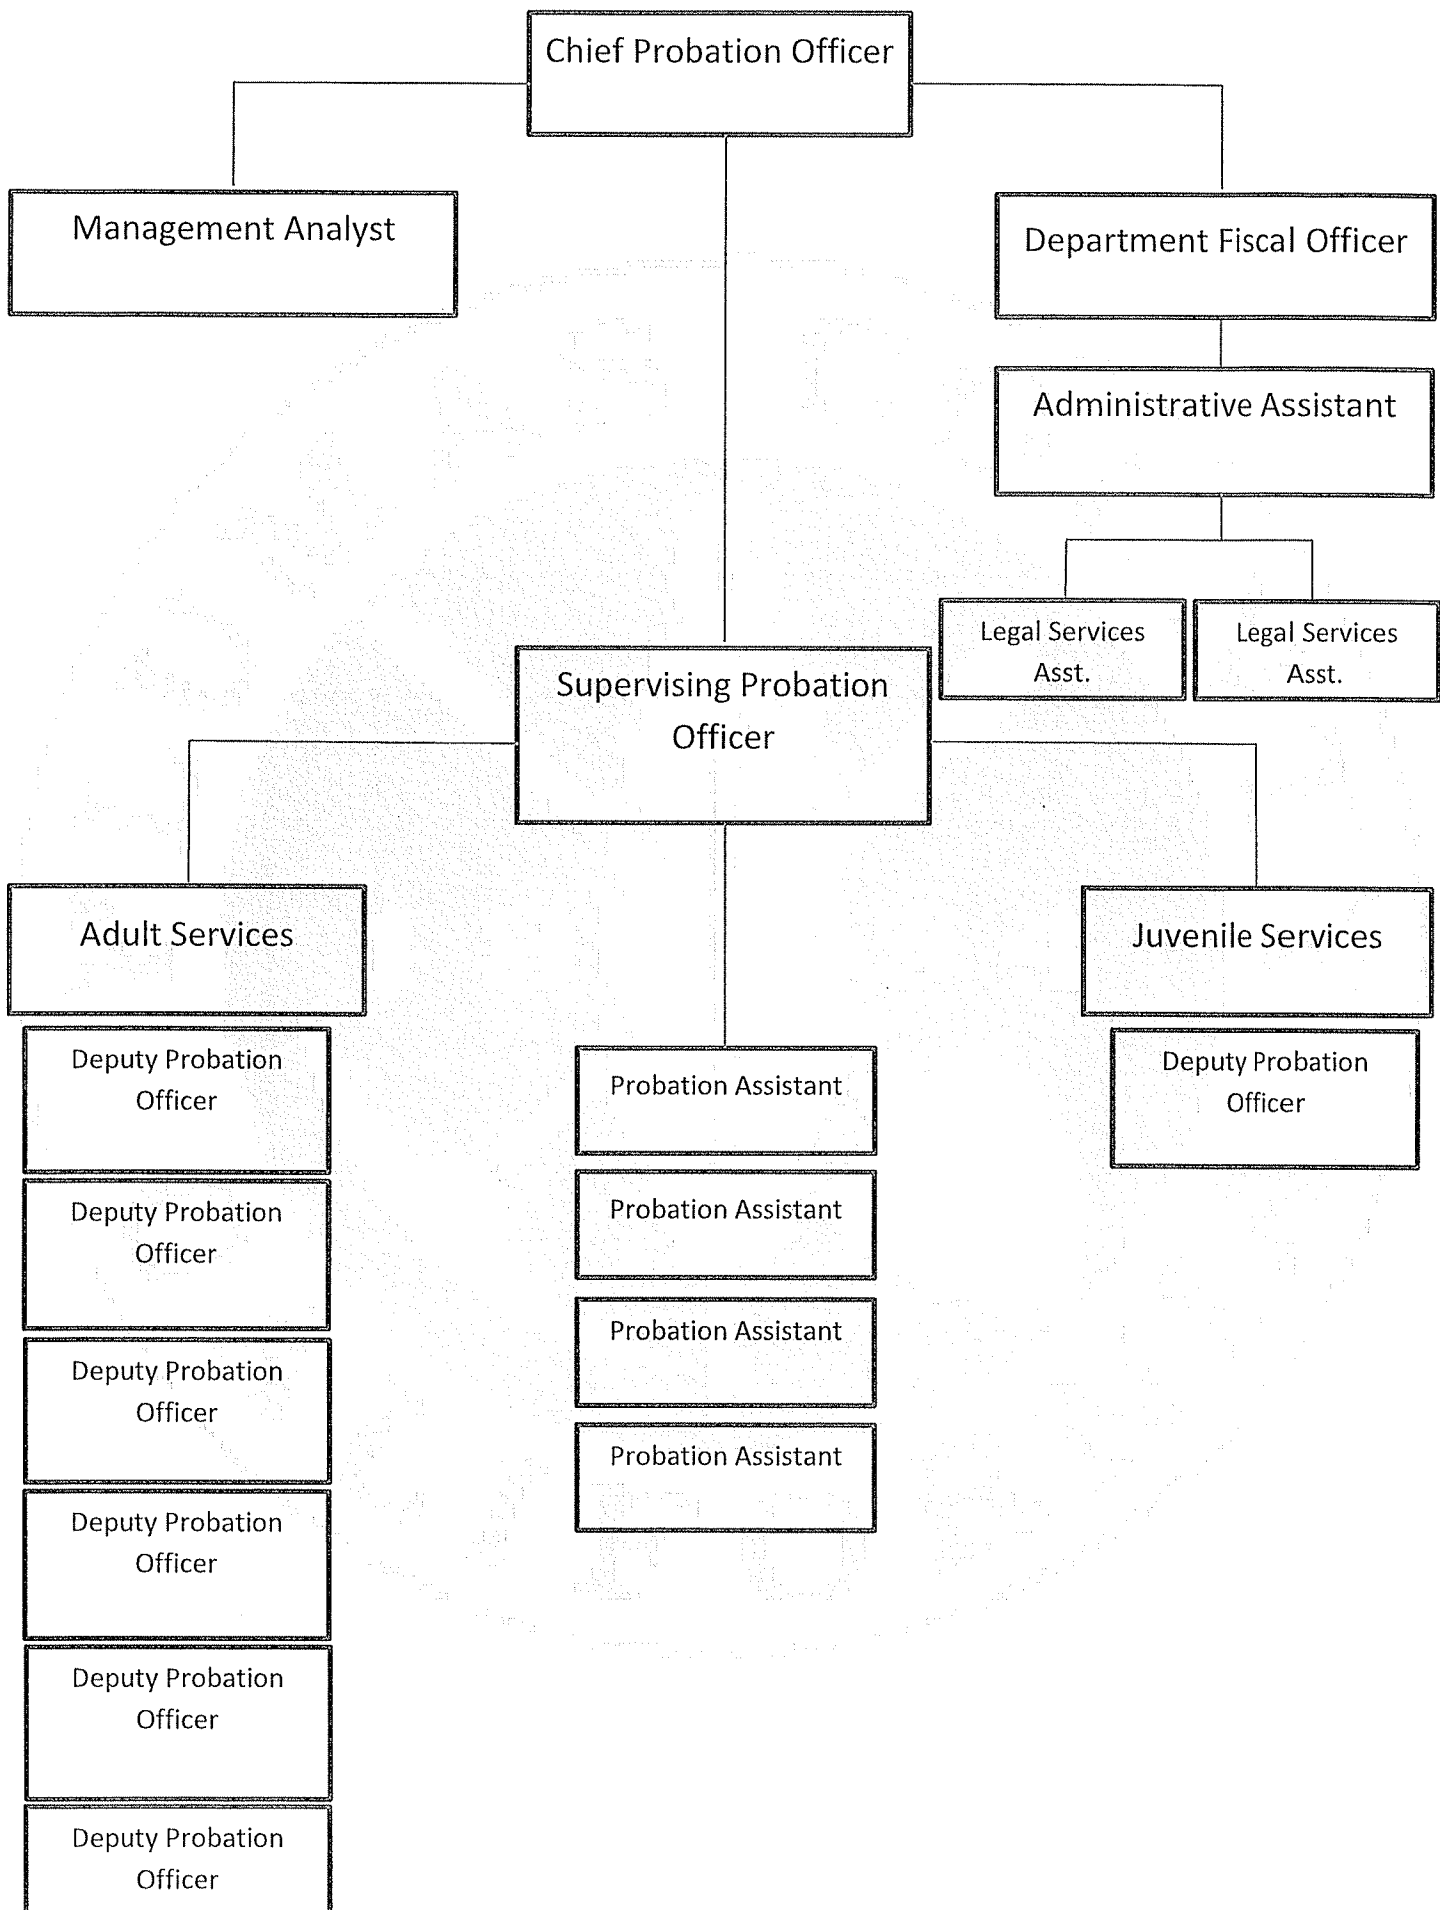 Chief Probation Officer
Management Analyst
Department Fiscal Officer
Administrative Assistant
Legal Services
Asst.
Legal Services
Asst.
Supervising Probation
Officer
Adult Services
Juvenile Services
Deputy Probation
Officer
Deputy Probation
Officer
Deputy Probation
Officer
Deputy Probation
Officer
Deputy Probation
Officer
Deputy Probation
Officer
Probation Assistant
Probation Assistant
Probation Assistant
Probation Assistant
Deputy Probation
Officer